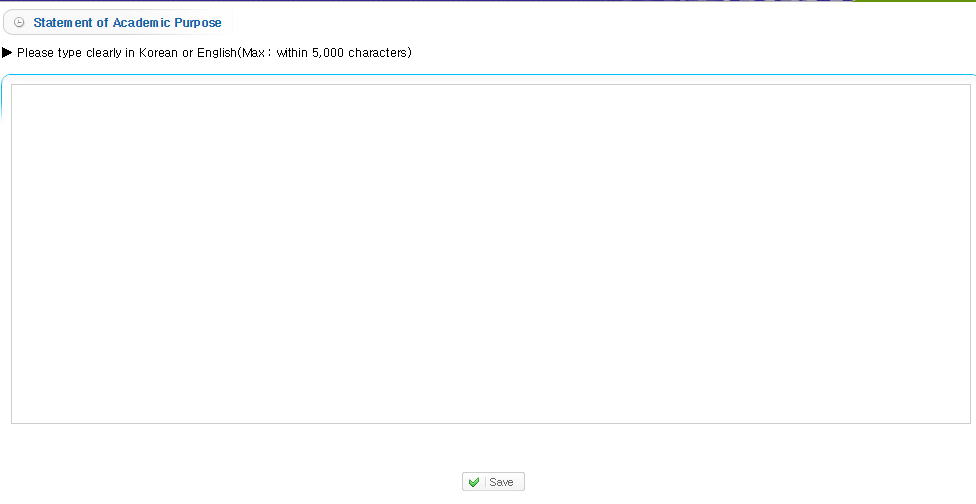 Statement of Academic Purpose
▶ Please type clearly in Korean or English(Max : within 5,000 characters)
Save